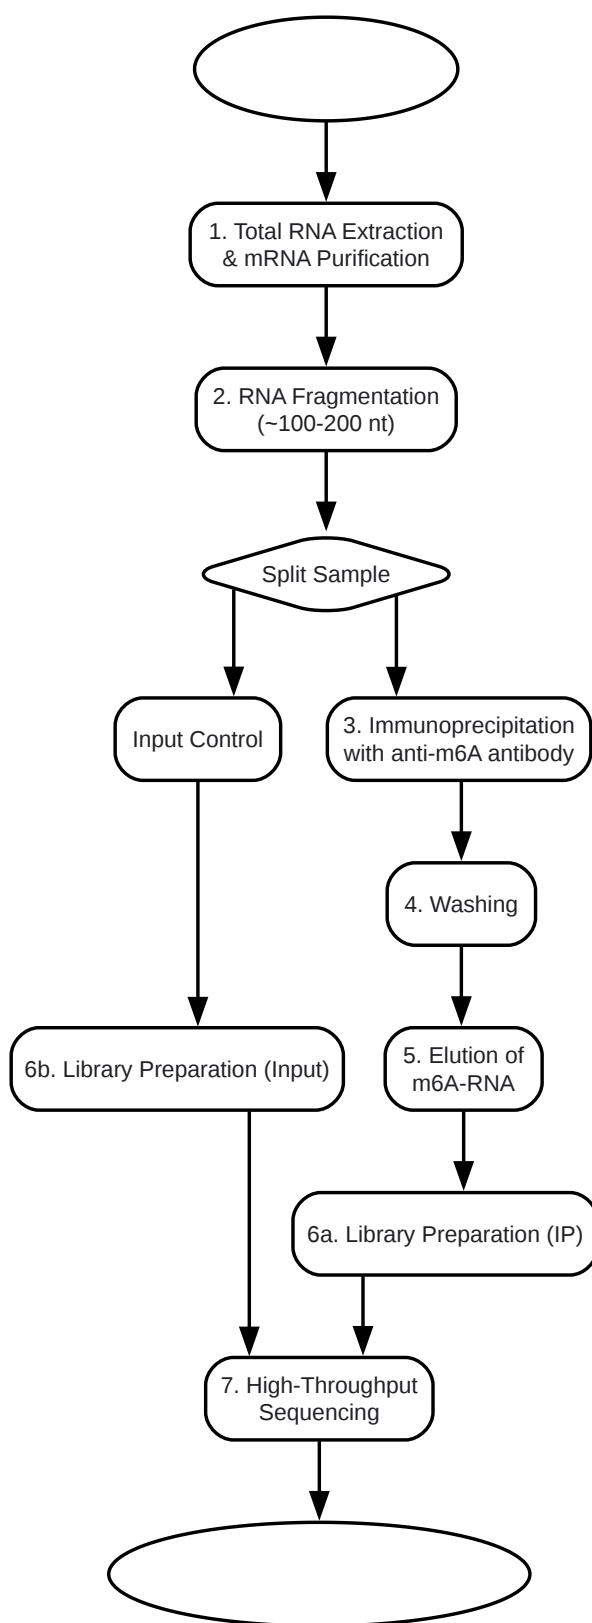 1. Total RNA Extraction
& mRNA Purification
2. RNA Fragmentation
(~100-200 nt)
Split Sample
Input Control
3. Immunoprecipitation
with anti-m6A antibody
4. Washing
6b. Library Preparation (Input)
5. Elution of
m6A-RNA
6a. Library Preparation (IP)
7. High-Throughput
Sequencing